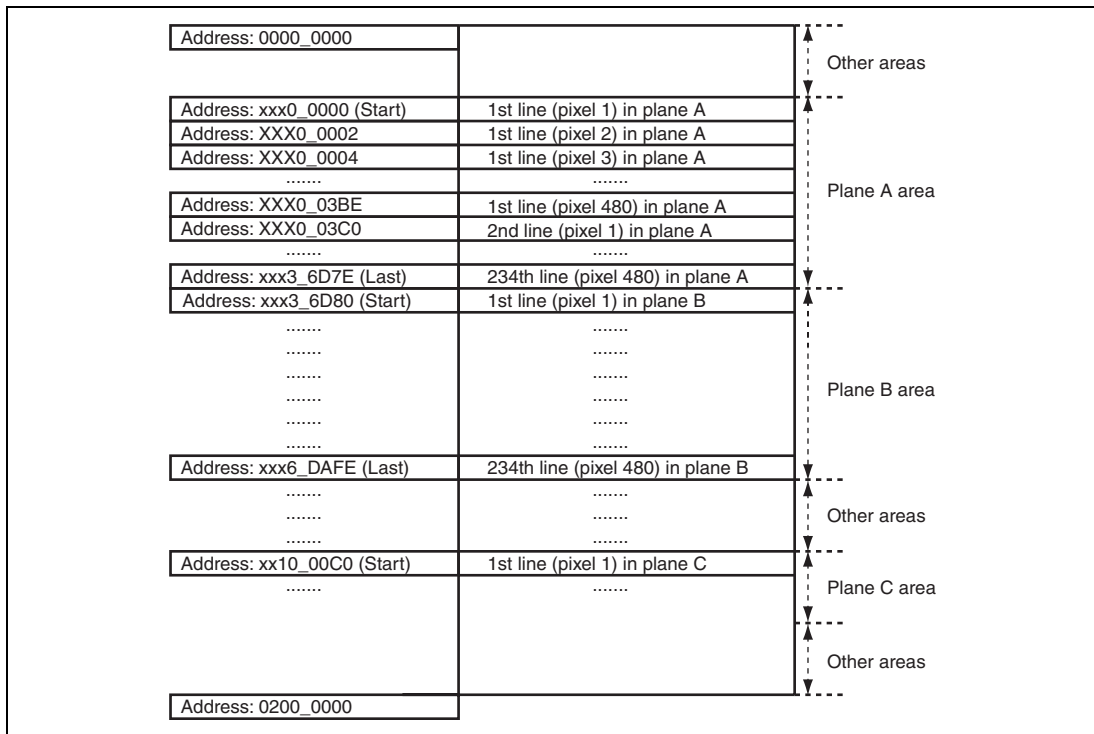 Address: 0000_0000
Other areas
Address: xxx0_0000 (Start) 1st line (pixel 1) in plane A
Address: XXX0_0002 1st line (pixel 2) in plane A
Address: XXX0_0004 1st line (pixel 3) in plane A
....... .......
Plane A area
Address: XXX0_03BE 1st line (pixel 480) in plane A
Address: XXX0_03C0 2nd line (pixel 1) in plane A
....... .......
Address: xxx3_6D7E (Last) 234th line (pixel 480) in plane A
Address: xxx3_6D80 (Start) 1st line (pixel 1) in plane B
....... .......
....... .......
....... .......
Plane B area
....... .......
....... .......
....... .......
Address: xxx6_DAFE (Last) 234th line (pixel 480) in plane B
....... .......
....... .......
Other areas
....... .......
Address: xx10_00C0 (Start) 1st line (pixel 1) in plane C
....... .......
Plane C area
Other areas
Address: 0200_0000